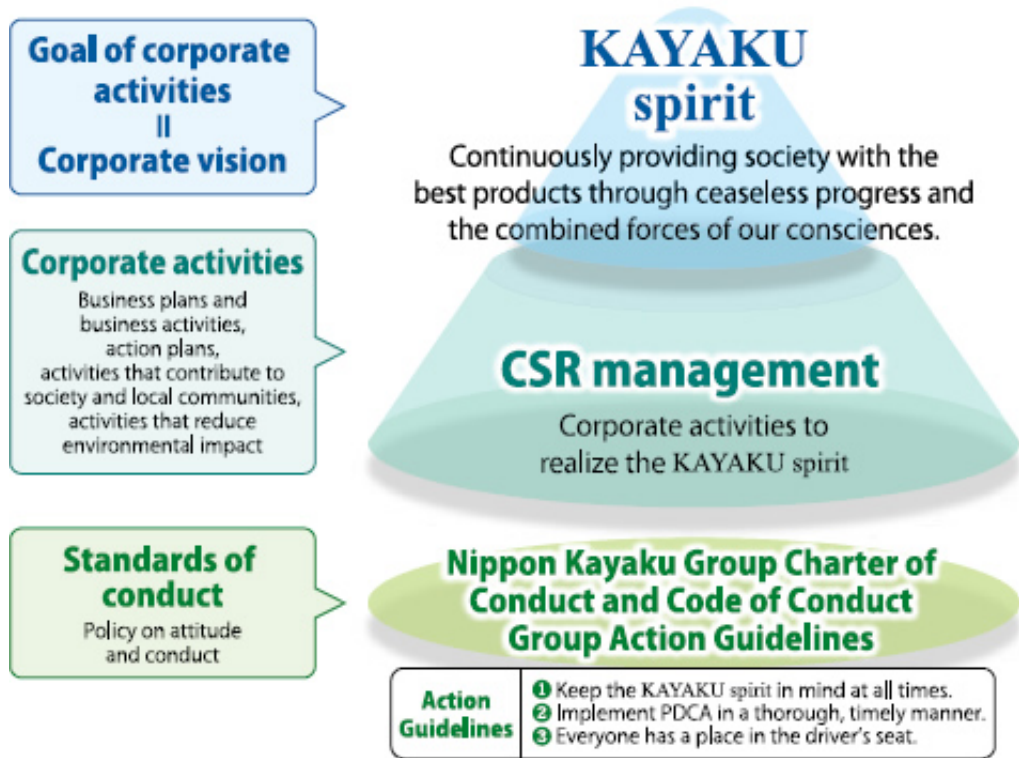 Goal of corporate
activities
॥
Corporate vision
KAYAKU
spirit
Continuously providing society with the
best products through ceaseless progress and
the combined forces of our consciences.
Corporate activities
Business plans and
business activities,
action plans,
activities that contribute to
society and local communities,
activities that reduce
environmental impact
CSR management
Corporate activities to
realize the KAYAKU spirit
Standards of
conduct
Policy on attitude
and conduct
Nippon Kayaku Group Charter of
Conduct and Code of Conduct
Group Action Guidelines
Action
Guidelines
❶ Keep the KAYAKU spirit in mind at all times.
❷ Implement PDCA in a thorough, timely manner.
❸ Everyone has a place in the driver's seat.